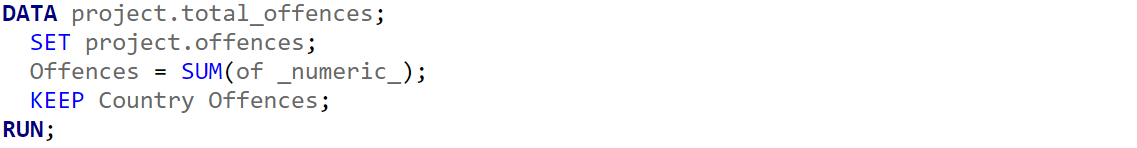 DATA project.total_offences;
SET project.offences;
Offences = SUM(of _numeric_);
KEEP Country Offences;
RUN;